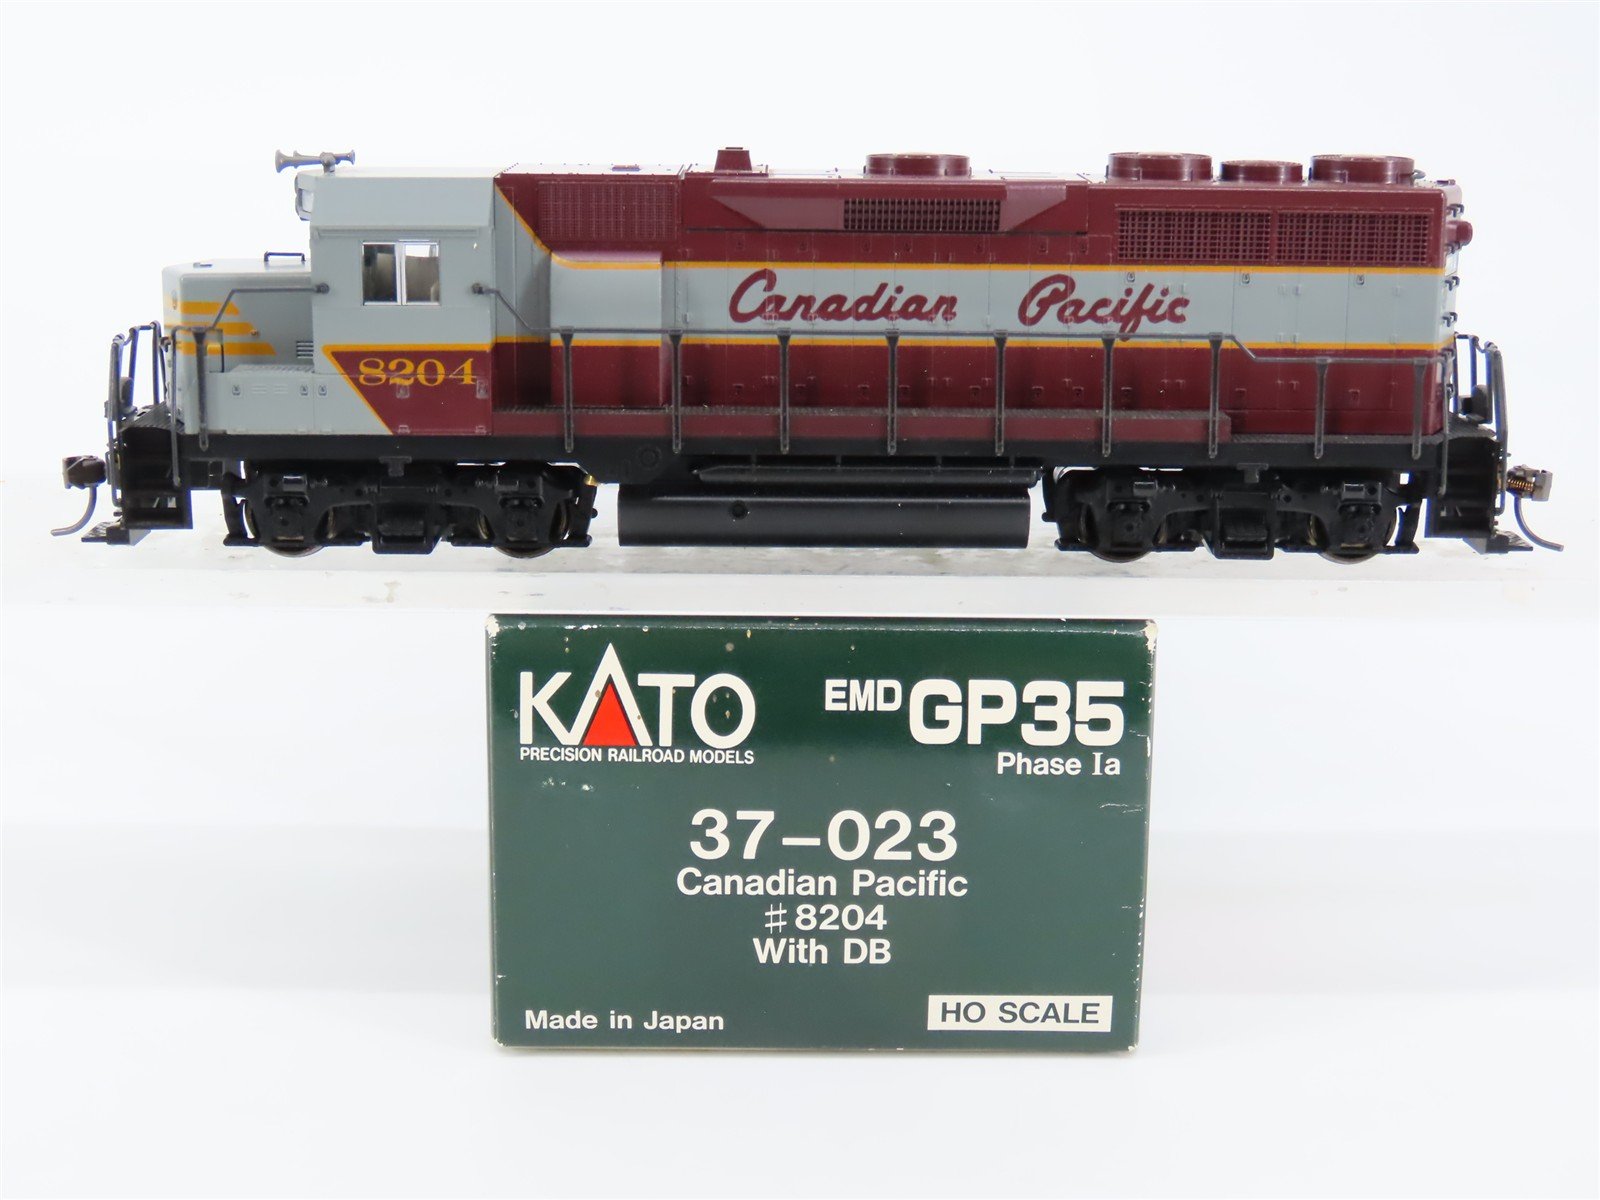 Canadian Pacific
8204
KATO
PRECISION RAILROAD MODELS
EMD GP35
Phase Ia
37-023
Canadian Pacific
#8204
With DB
Made in Japan
HO SCALE